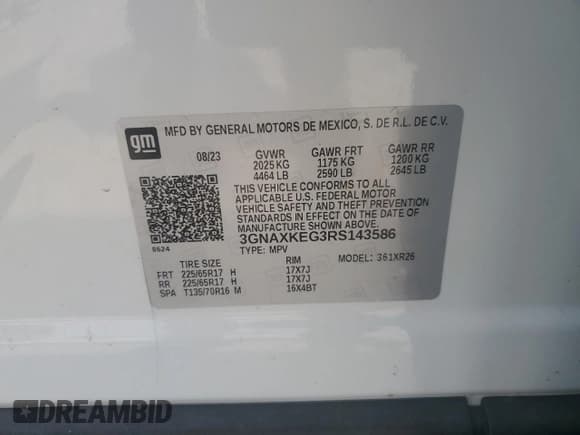 gm MFD BY GENERAL MOTORS DE MEXICO, S. DE R.L. DE C.V.
08/23 GVWR GAWR FRT GAWR RR
2025 KG 1175 KG 1200 KG
4464 LB 2590 LB 2645 LB
THIS VEHICLE CONFORMS TO ALL
APPLICABLE U.S. FEDERAL MOTOR
VEHICLE SAFETY STANDARDS IN
EFFECT ON THE DATE OF
MANUFACTURE SHOWN ABOVE.
3GNAXKEG3RS143586
8624 TYPE: MPV MODEL: 361XR26
TIRE SIZE RIM
FRT 225/65R17 H 17X7J
RR 225/65R17 H 17X7J
SPA T135/70R16 M 16X4BT
DREAMBID